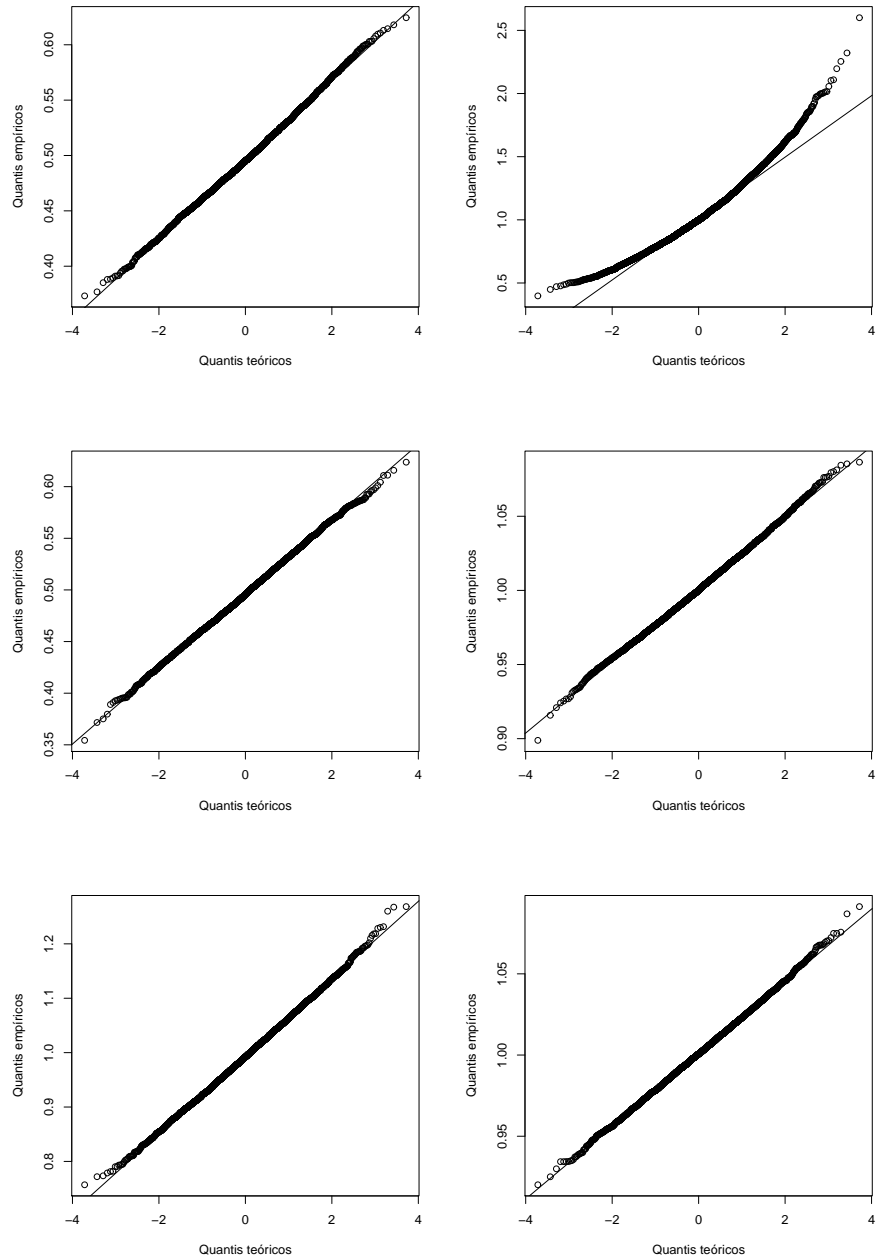 Quantis empíricos
0.40 0.45 0.50 0.55 0.60
−4 −2 0 2 4
Quantis teóricos
Quantis empíricos
0.5 1.0 1.5 2.0 2.5
−4 −2 0 2 4
Quantis teóricos
Quantis empíricos
0.35 0.40 0.45 0.50 0.55 0.60
−4 −2 0 2 4
Quantis teóricos
Quantis empíricos
0.90 0.95 1.00 1.05
−4 −2 0 2 4
Quantis teóricos
Quantis empíricos
0.8 0.9 1.0 1.1 1.2
−4 −2 0 2 4
Quantis teóricos
Quantis empíricos
0.95 1.00 1.05
−4 −2 0 2 4
Quantis teóricos